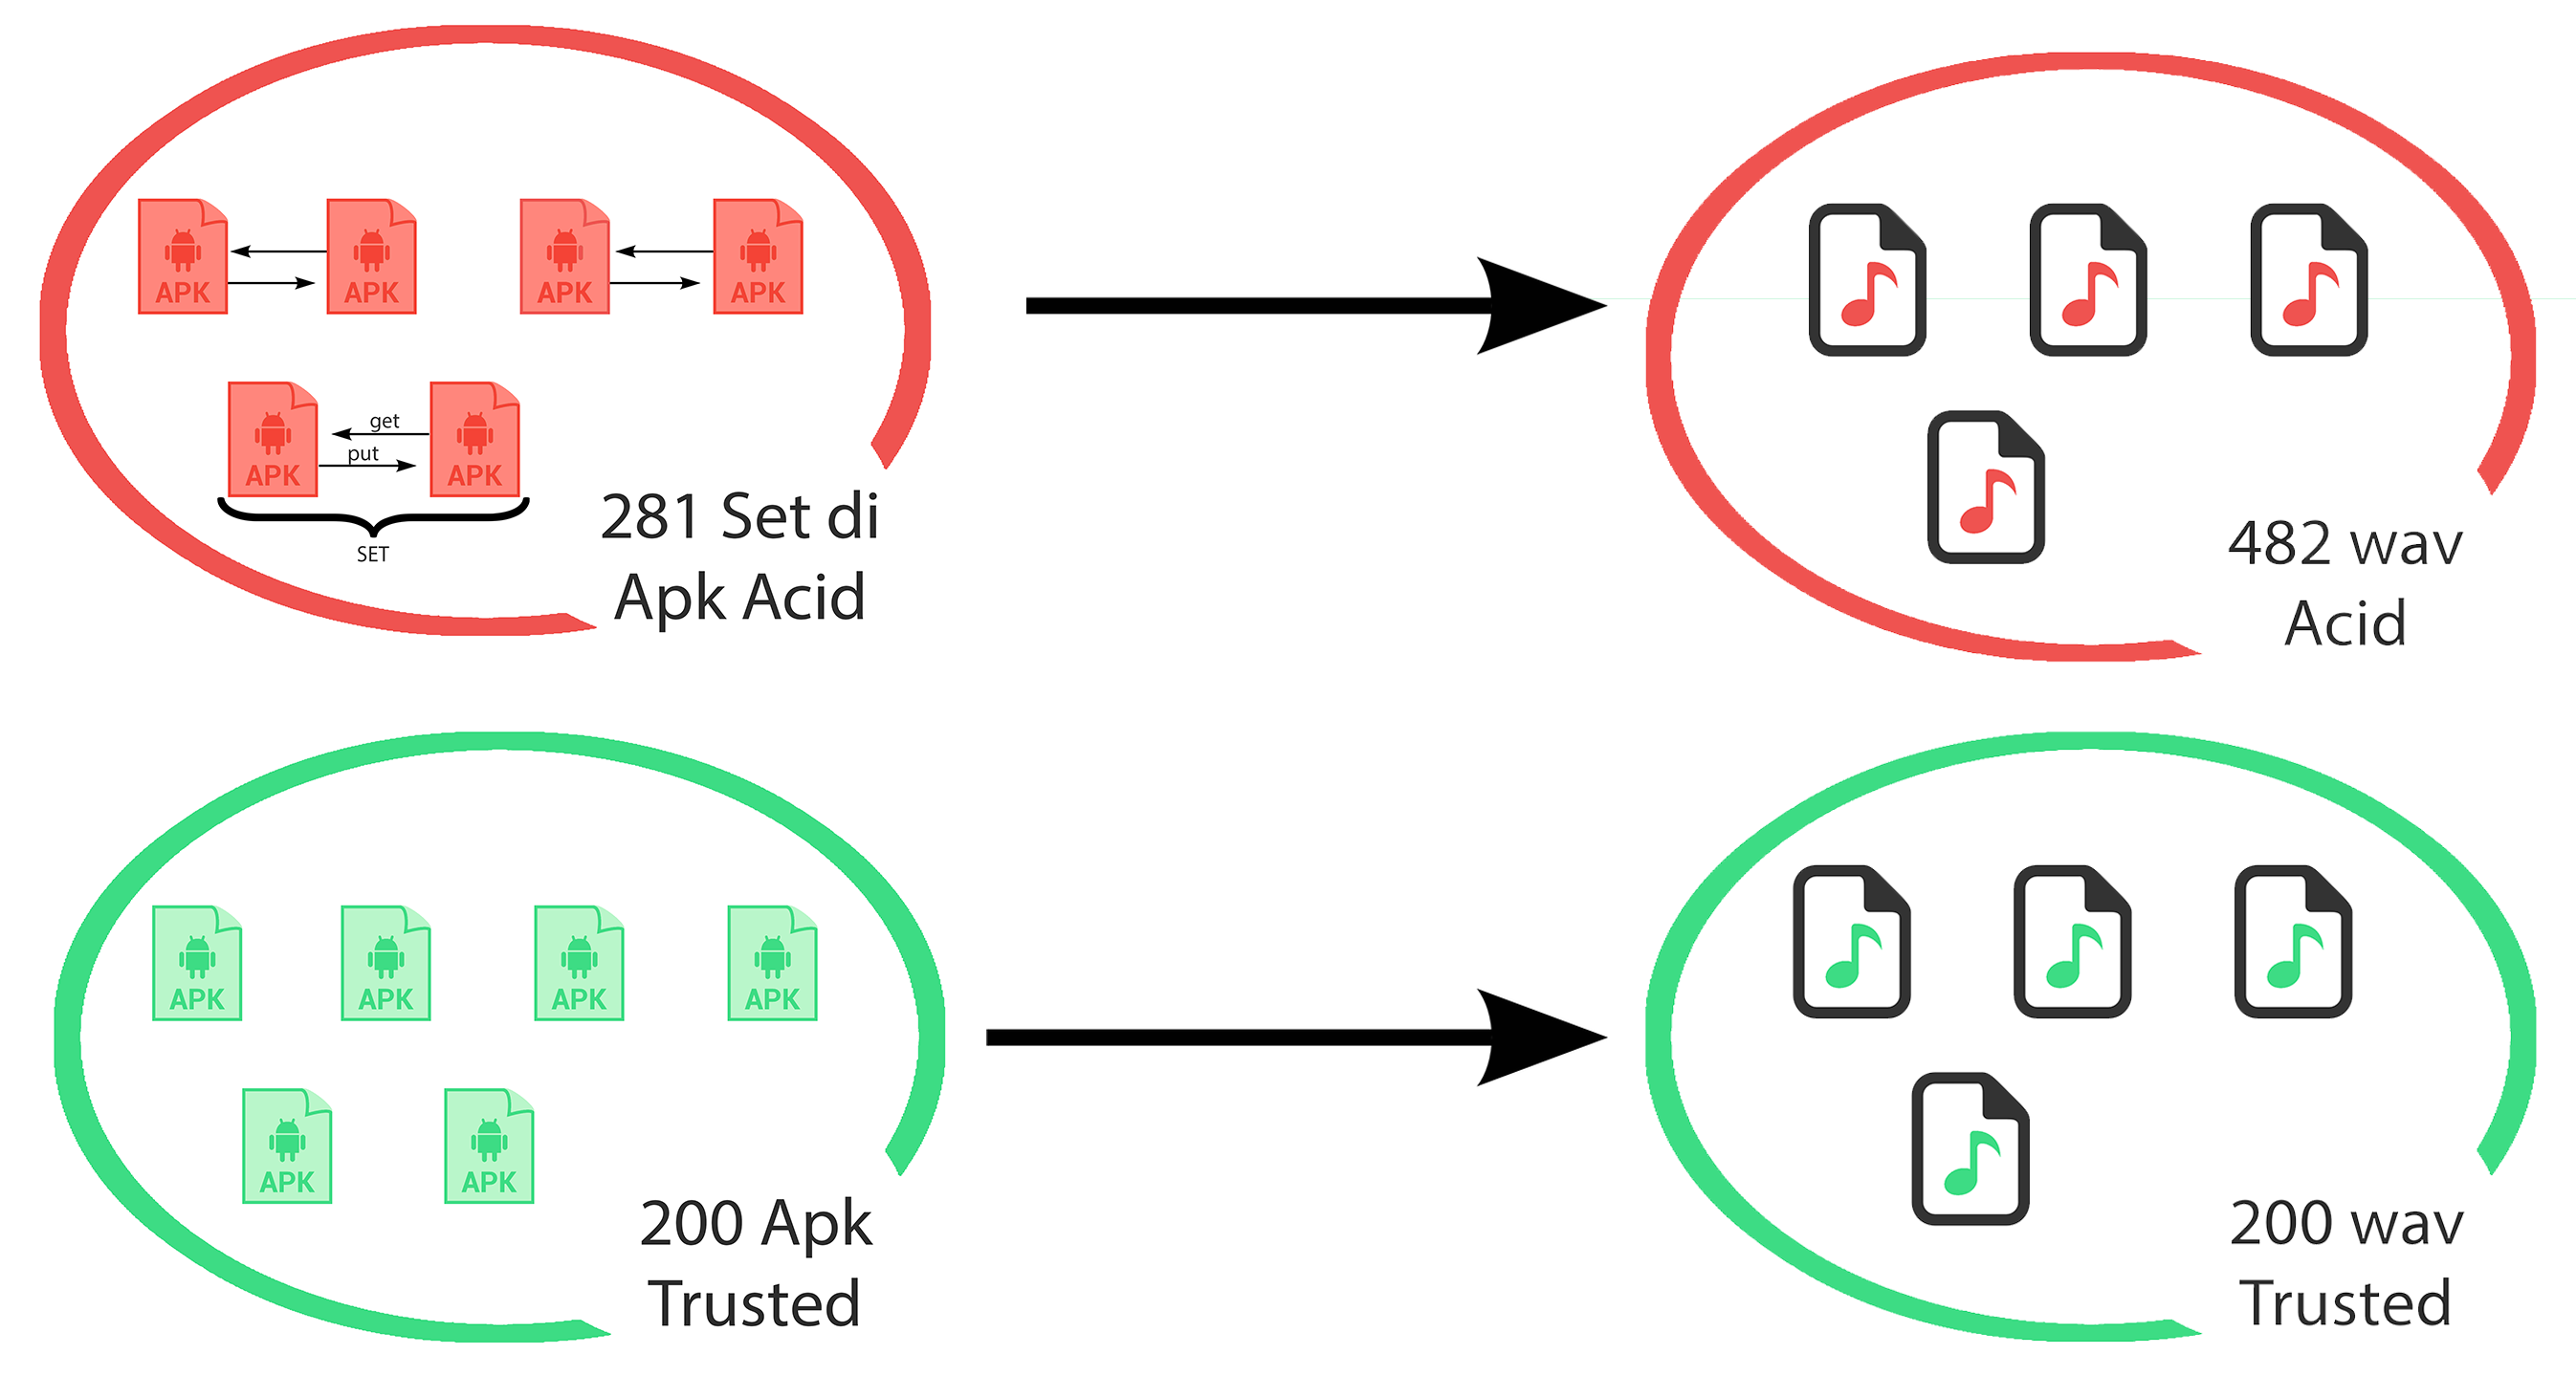 APK
APK
APK
APK
APK
get
put
APK
SET
281 Set di
Apk Acid
482 wav
Acid
APK
APK
APK
APK
APK
APK
200 Apk
Trusted
200 wav
Trusted